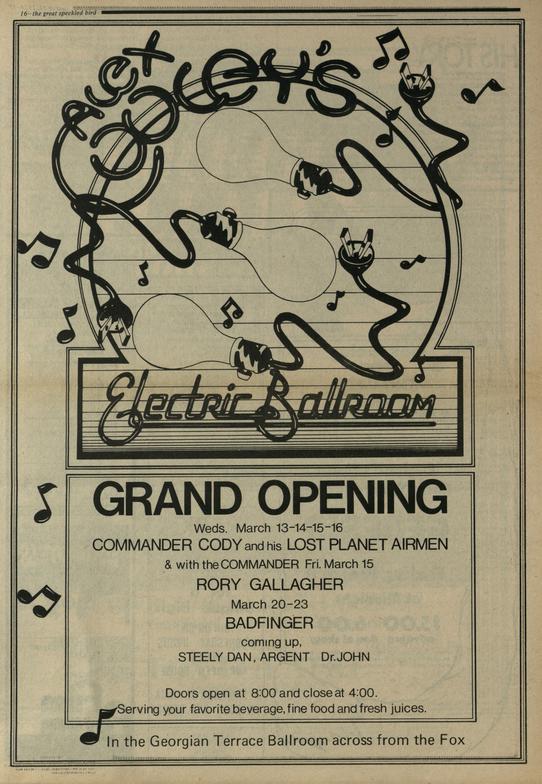 16—the great speckled bird
Alex
Cooley's
Electric Ballroom
GRAND OPENING
Weds. March 13-14-15-16
COMMANDER CODY and his LOST PLANET AIRMEN
& with the COMMANDER Fri. March 15
RORY GALLAGHER
March 20-23
BADFINGER
coming up,
STEELY DAN, ARGENT Dr.JOHN
Doors open at 8:00 and close at 4:00.
Serving your favorite beverage, fine food and fresh juices.
In the Georgian Terrace Ballroom across from the Fox